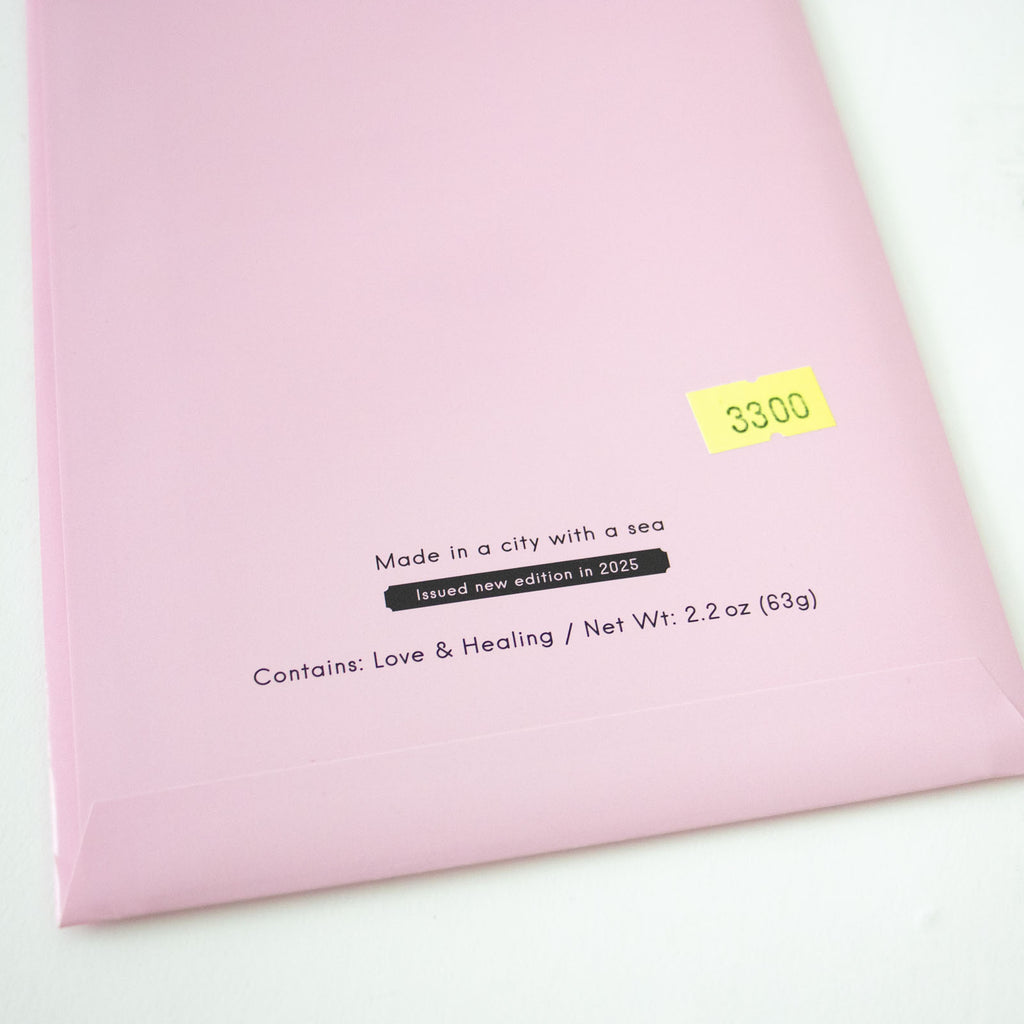 3300
Made in a city with a sea
Issued new edition in 2025
Contains: Love & Healing / Net Wt: 2.2 oz (63g)